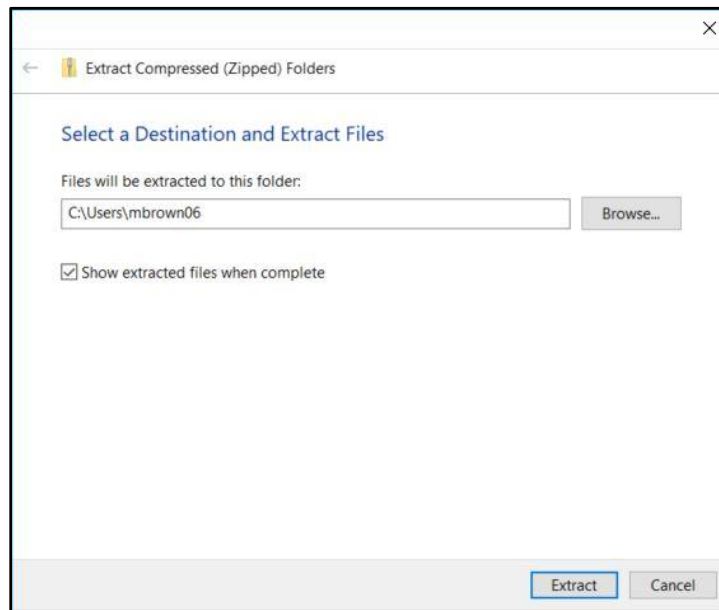 Extract Compressed (Zipped) Folders
Select a Destination and Extract Files
Files will be extracted to this folder:
C:\Users\mbrown06
Browse...
Show extracted files when complete
Extract
Cancel